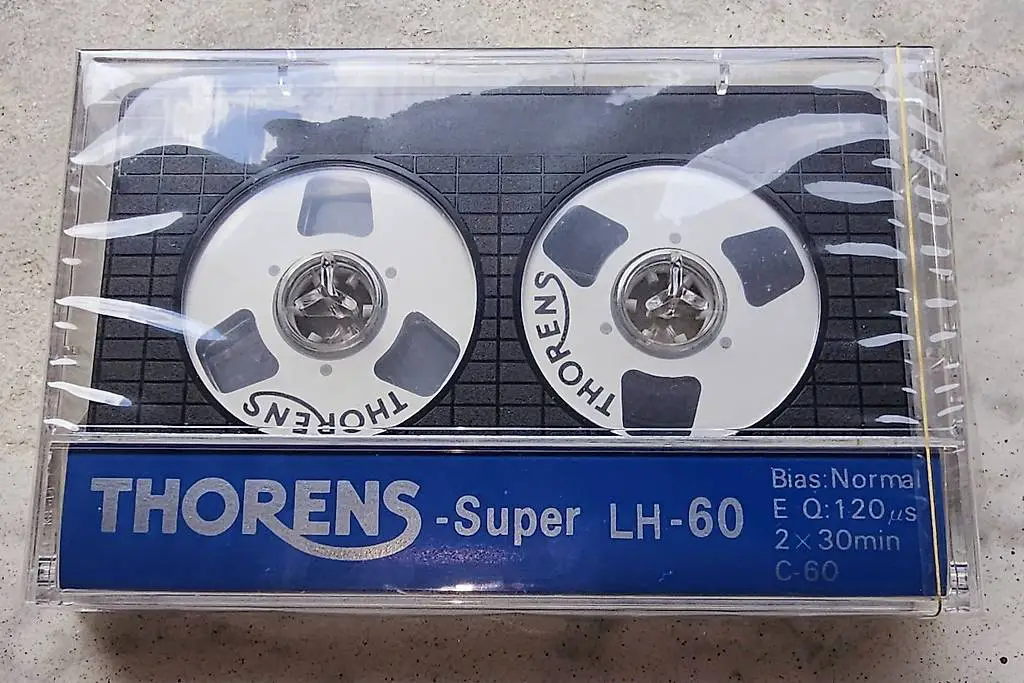 THORENS
THORENS
THORENS -Super LH-60
Bias:Normal
E Q:120μs
2×30min
C-60